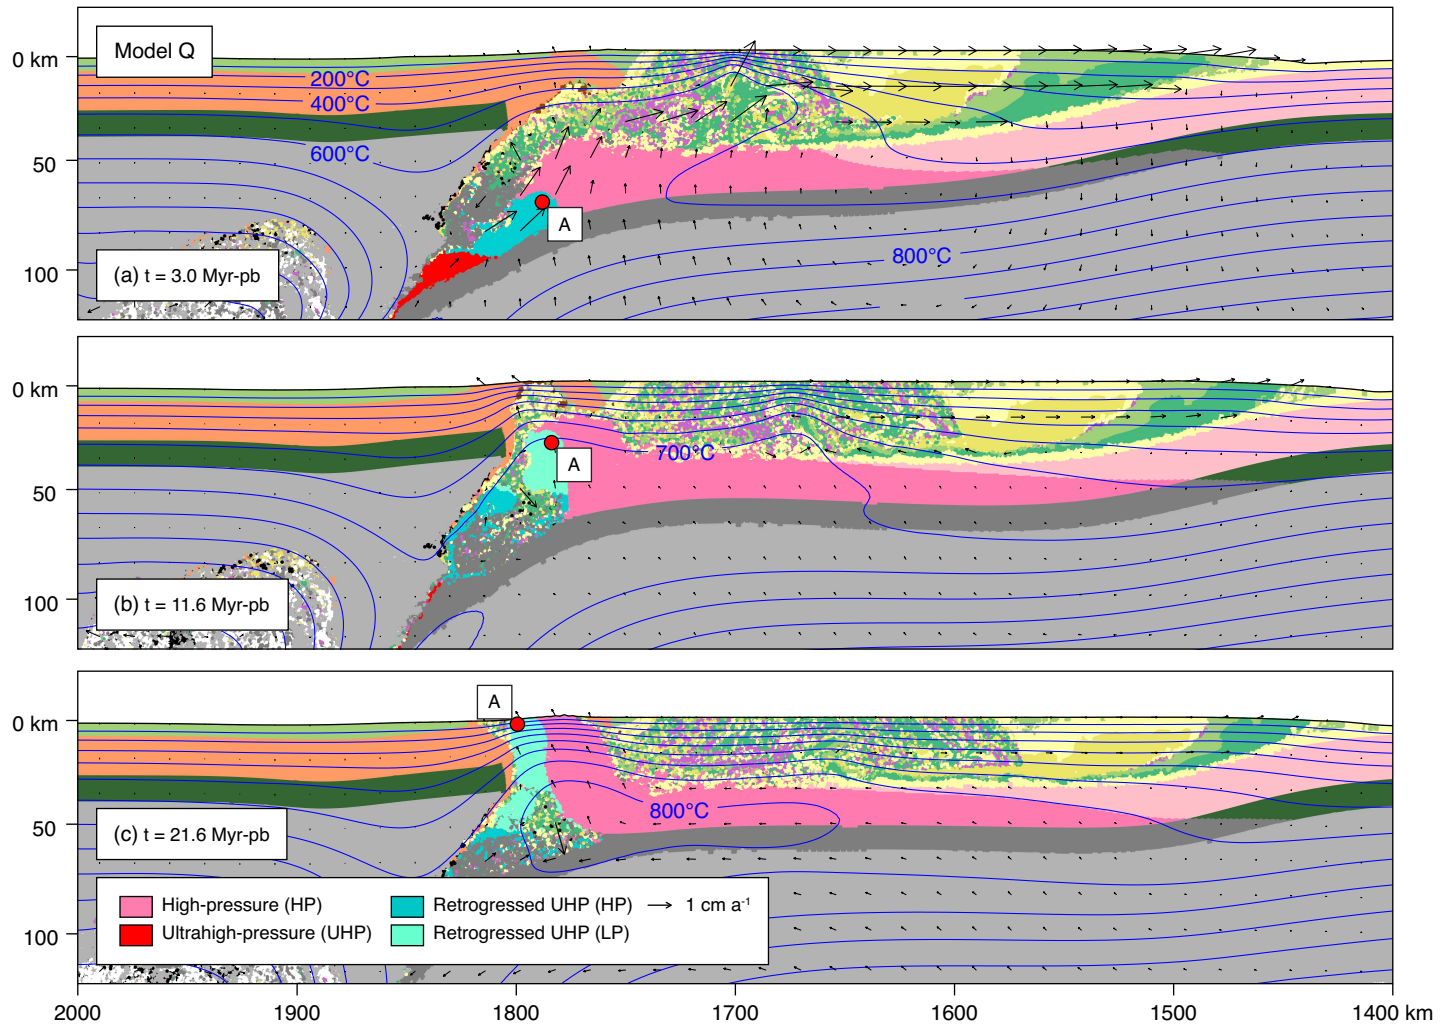 Model Q
0 km
200°C
400°C
600°C
50
A
800°C
100
(a) t = 3.0 Myr-pb
0 km
700°C
A
50
100
(b) t = 11.6 Myr-pb
A
0 km
800°C
50
(c) t = 21.6 Myr-pb
High-pressure (HP)
Retrogressed UHP (HP)
1 cm a⁻¹
Ultrahigh-pressure (UHP)
Retrogressed UHP (LP)
100
2000 1900 1800 1700 1600 1500 1400 km